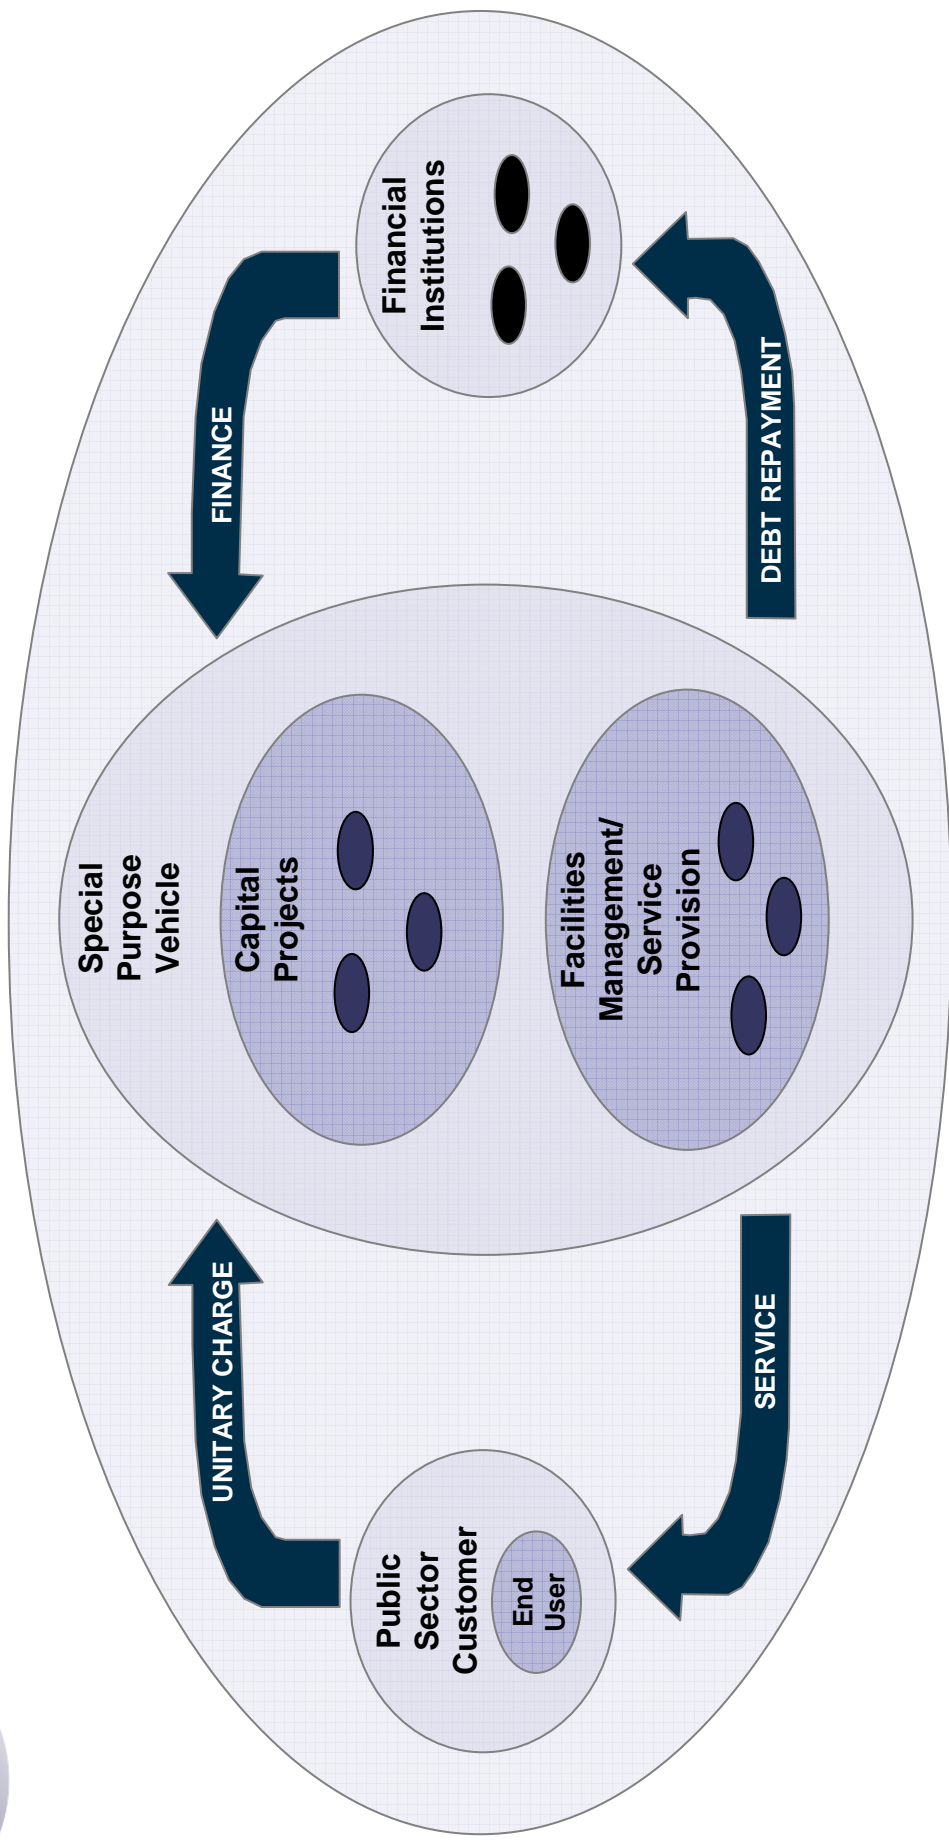 Special
Purpose
Vehicle
UNITARY CHARGE
FINANCE
Capital
Projects
Public
Sector
Customer
End
User
Financial
Institutions
Facilities
Management/
Service
Provision
SERVICE
DEBT REPAYMENT